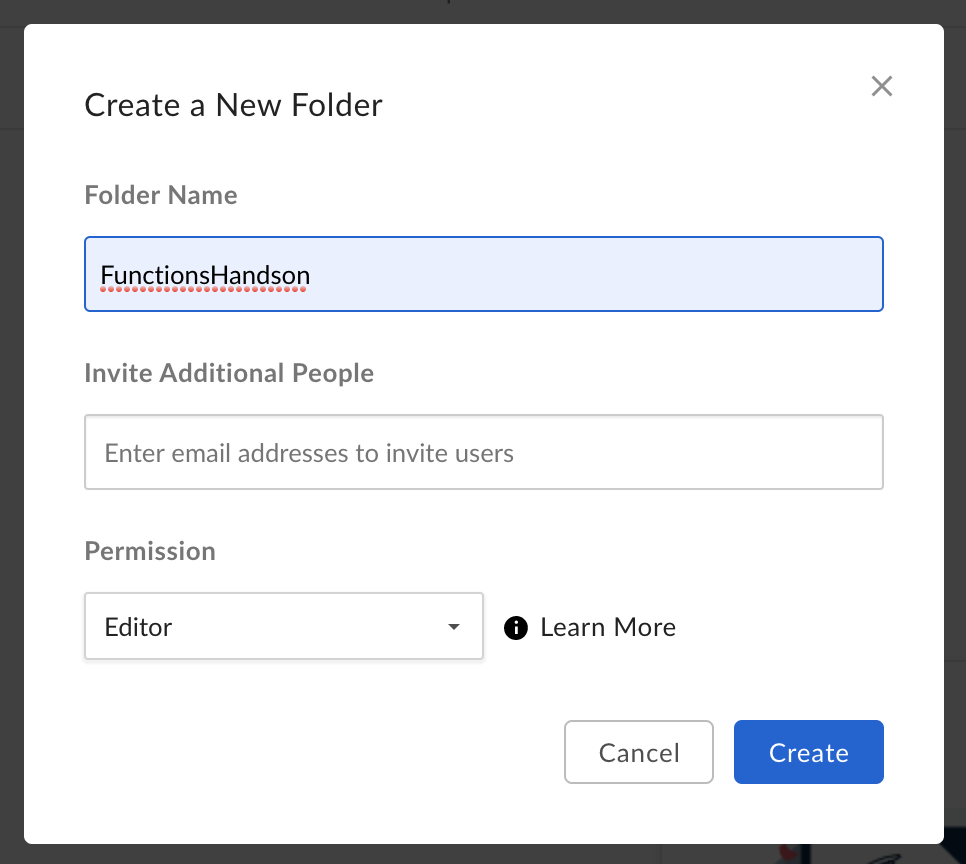 Create a New Folder
Folder Name
FunctionsHandson
Invite Additional People
Enter email addresses to invite users
Permission
Editor
Learn More
Cancel
Create